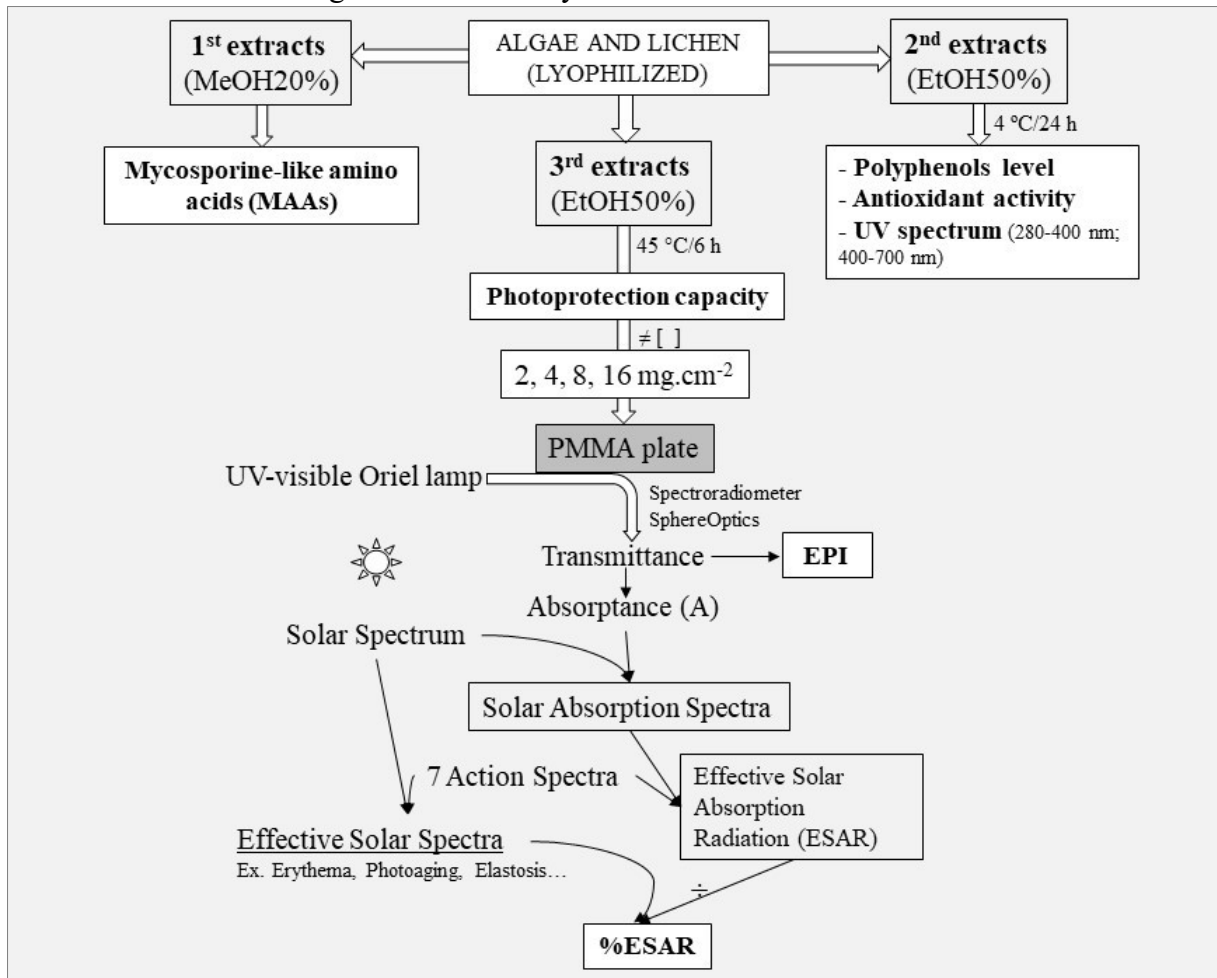 1st extracts
(MeOH20%)
ALGAE AND LICHEN
(LYOPHILIZED)
2nd extracts
(EtOH50%)
4 ºC/24 h
Mycosporine-like amino
acids (MAAs)
3rd extracts
(EtOH50%)
- Polyphenols level
- Antioxidant activity
- UV spectrum (280-400 nm;
400-700 nm)
45 °C/6 h
Photoprotection capacity
≠ [ ]
2, 4, 8, 16 mg.cm-2
PMMA plate
UV-visible Oriel lamp
Spectroradiometer
SphereOptics
Transmittance
EPI
Absorptance (A)
Solar Spectrum
Solar Absorption Spectra
7 Action Spectra
Effective Solar
Absorption
Radiation (ESAR)
Effective Solar Spectra
Ex. Erythema, Photoaging, Elastosis…
÷
%ESAR